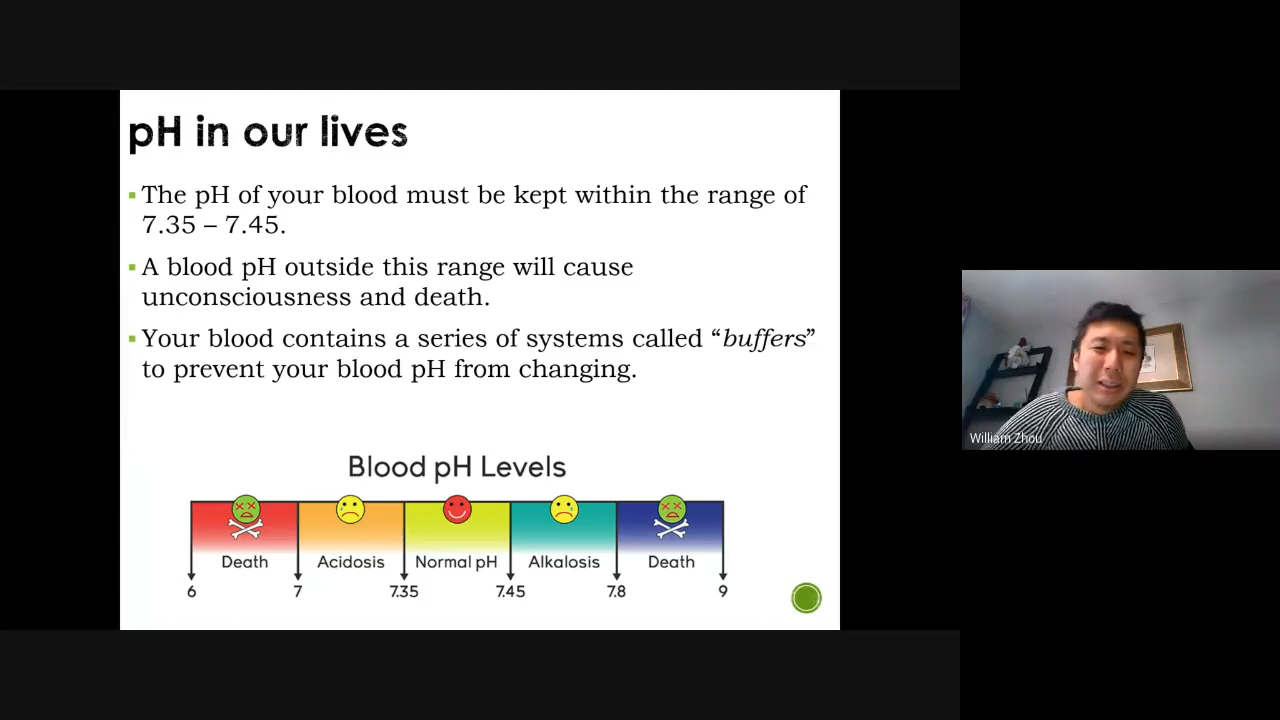 pH in our lives
The pH of your blood must be kept within the range of
7.35 – 7.45.
A blood pH outside this range will cause
unconsciousness and death.
Your blood contains a series of systems called “buffers”
to prevent your blood pH from changing.
Blood pH Levels
Death Acidosis Normal pH Alkalosis Death
6 7 7.35 7.45 7.8 9
William Zhou